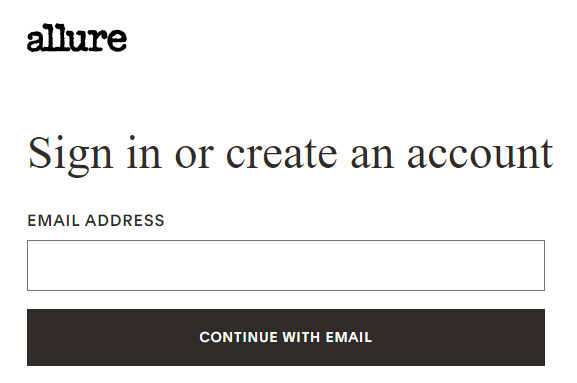 allure
Sign in or create an account
EMAIL ADDRESS
CONTINUE WITH EMAIL